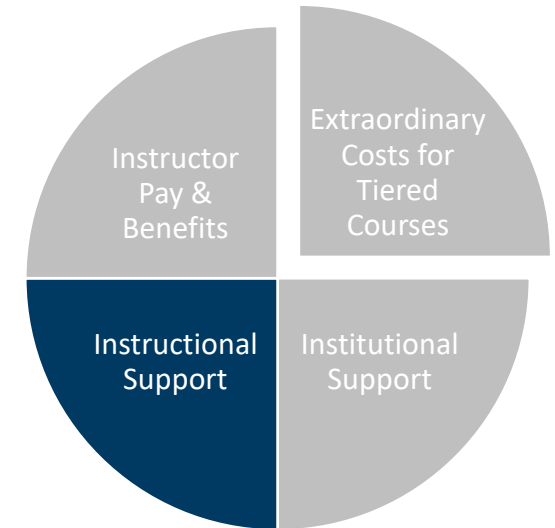 Instructor
Pay &
Benefits
Extraordinary
Costs for
Tiered
Courses
Instructional
Support
Institutional
Support